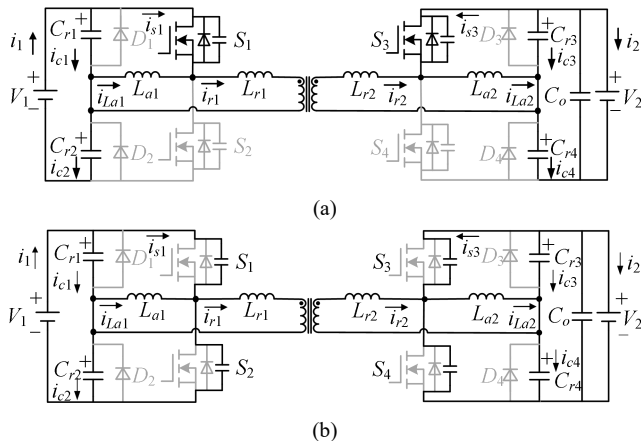 i1 Cr1 + ic1 D1 is1 S1 S3 is3 D3 + Cr3 ic3 i2
iLa1 La1 ir1 Lr1 Lr2 ir2 La2 iLa2
V1 + − Co + − V2
Cr2 + ic2 D2 S2 S4 D4 + Cr4 ic4
(a)
i1 + Cr1 ic1 D1 is1 S1 S3 is3 D3 + Cr3 ic3 i2
iLa1 La1 ir1 Lr1 Lr2 ir2 La2 iLa2
V1 + − Co + − V2
Cr2 + ic2 D2 S2 S4 D4 + ic4 Cr4
(b)